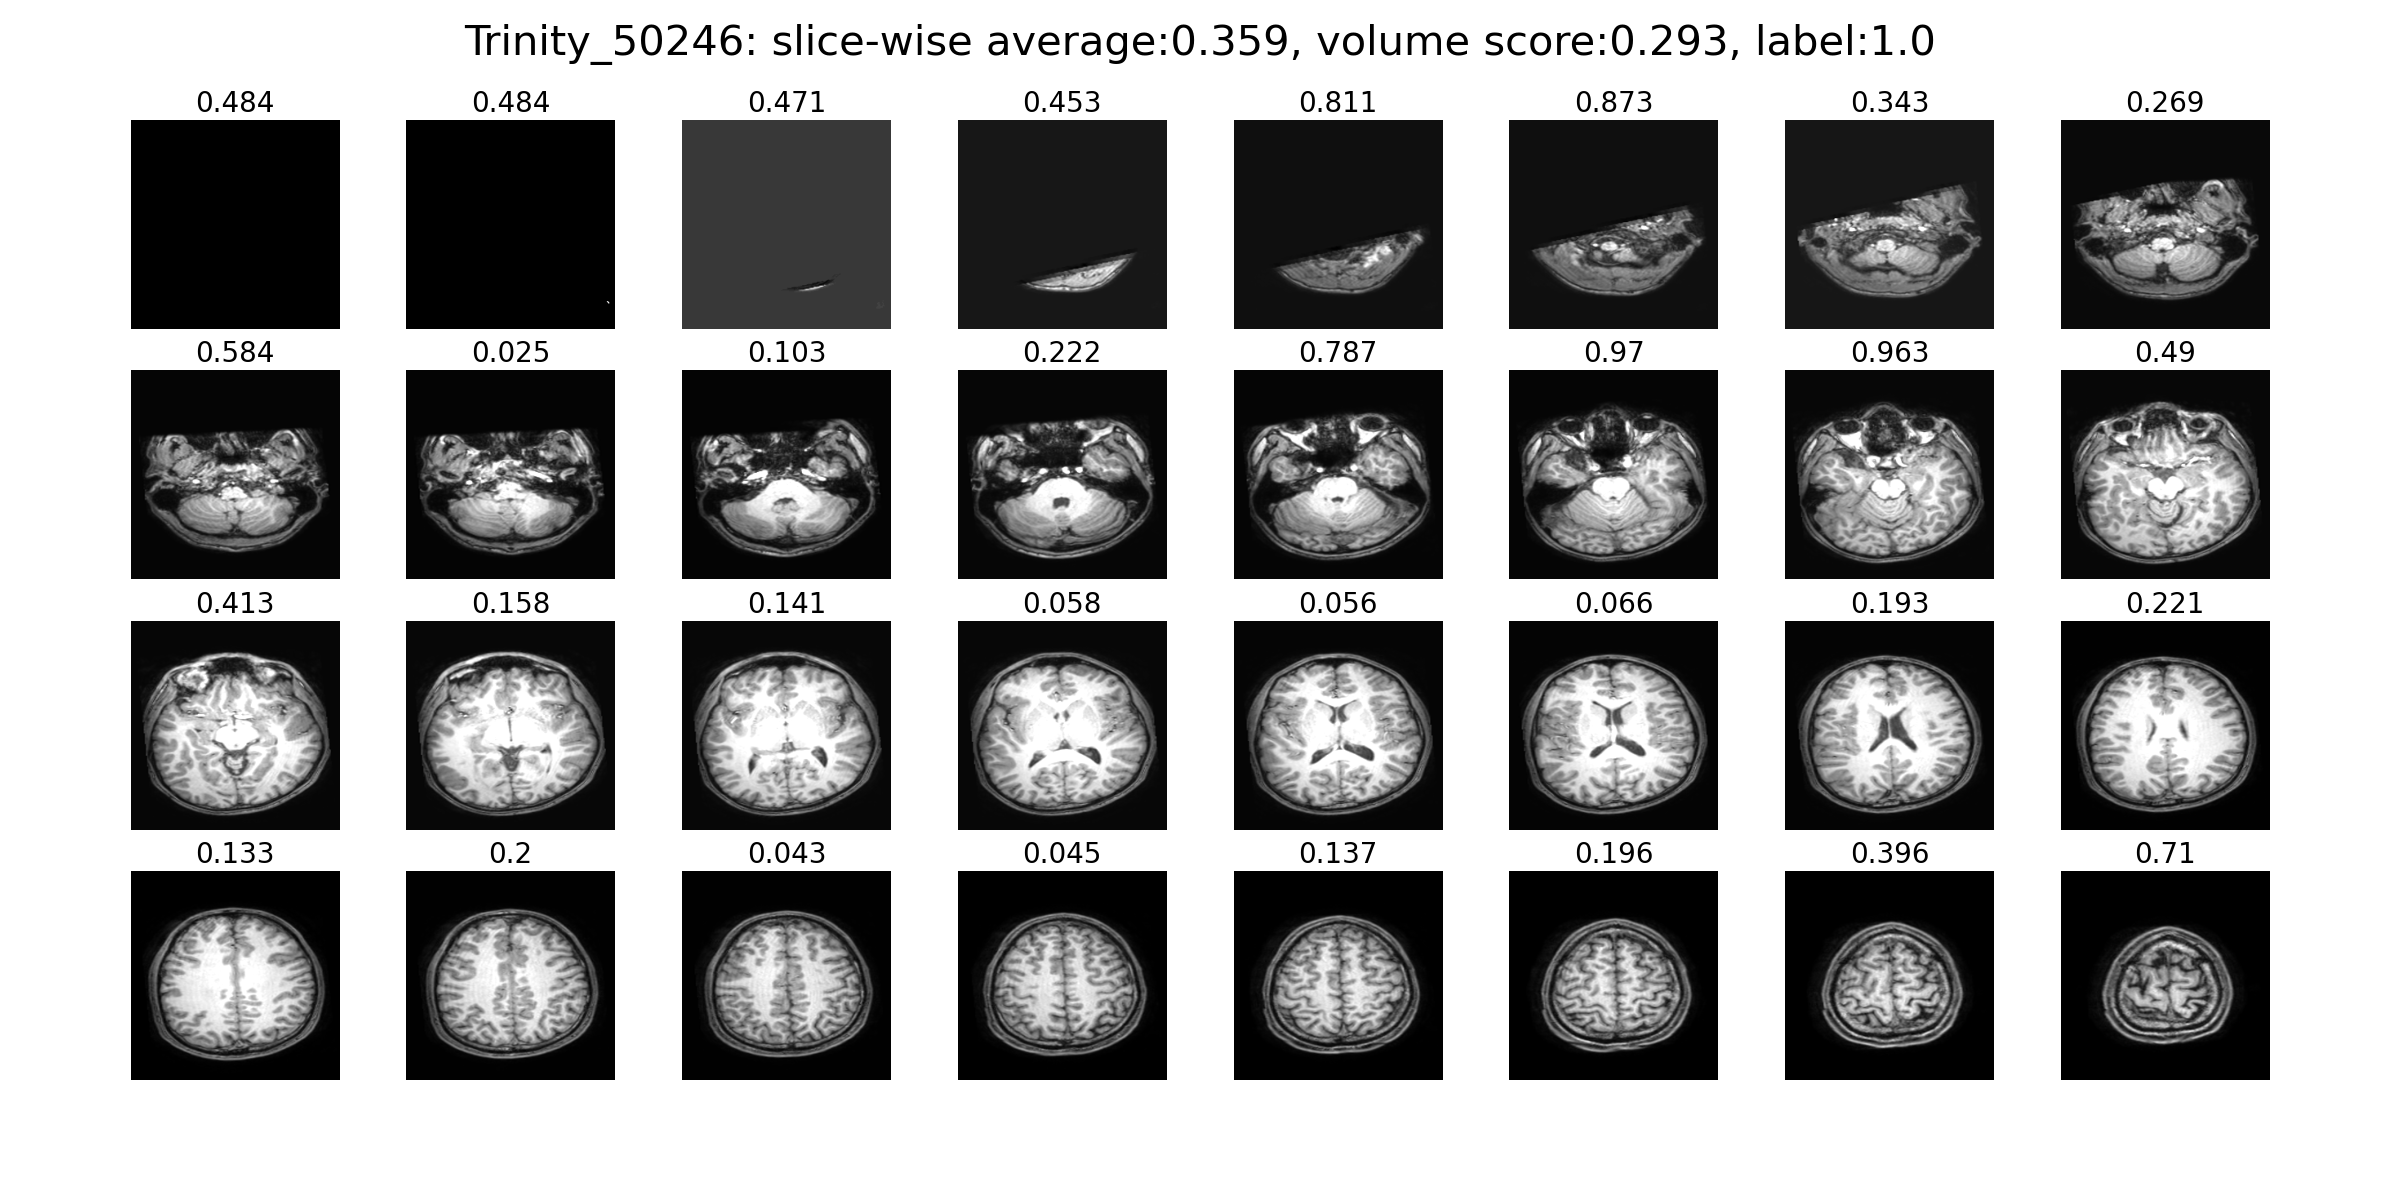 Trinity_50246: slice-wise average:0.359, volume score:0.293, label:1.0
0.484 0.484 0.471 0.453 0.811 0.873 0.343 0.269
0.584 0.025 0.103 0.222 0.787 0.97 0.963 0.49
0.413 0.158 0.141 0.058 0.056 0.066 0.193 0.221
0.133 0.2 0.043 0.045 0.137 0.196 0.396 0.71